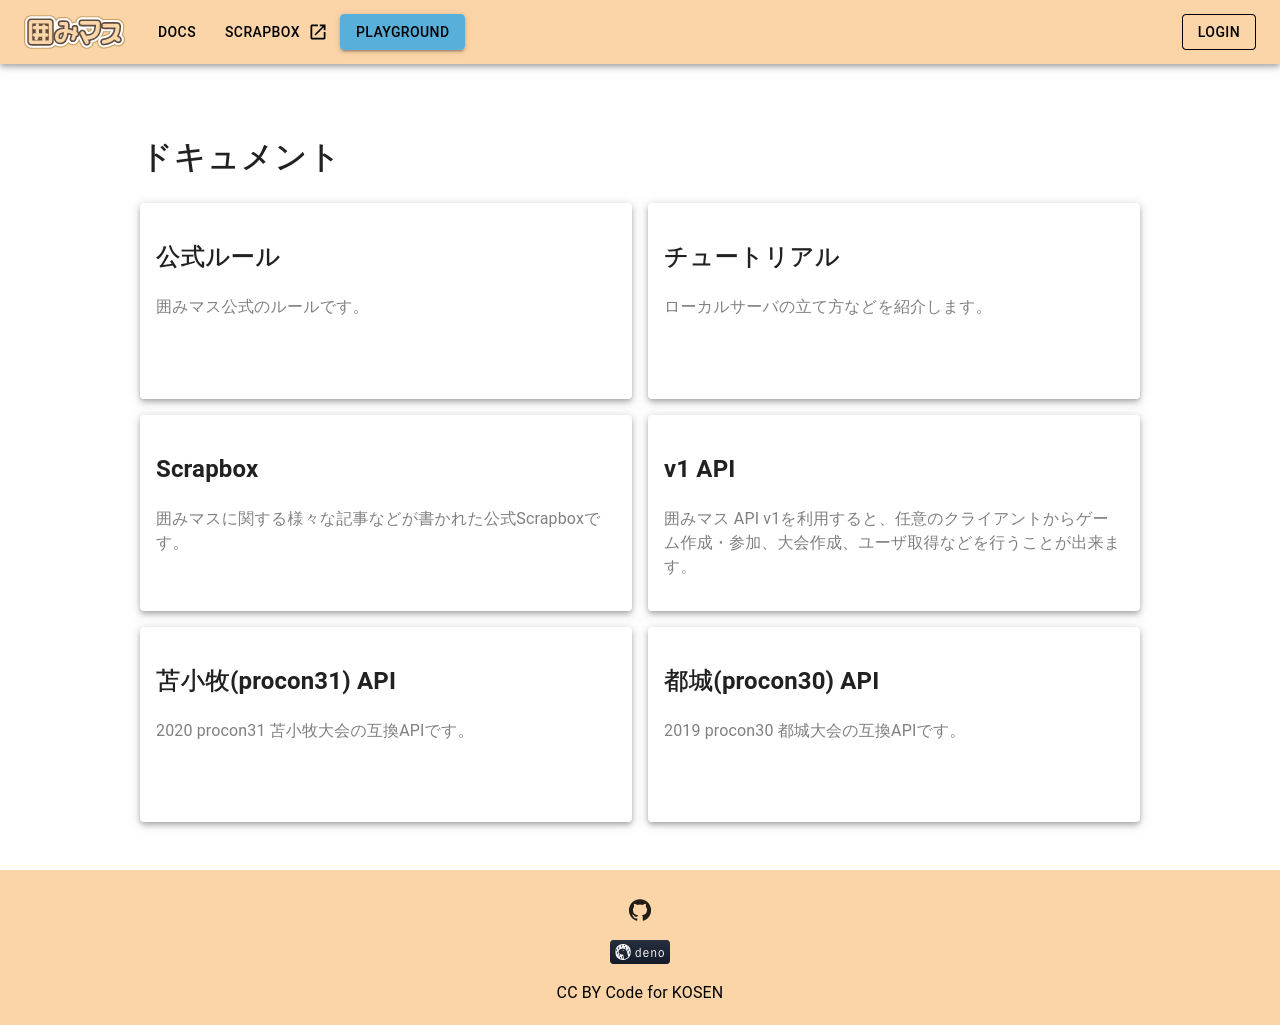 囲みマス
DOCS
SCRAPBOX
PLAYGROUND
LOGIN
ドキュメント
公式ルール
囲みマス公式のルールです。
チュートリアル
ローカルサーバの立て方などを紹介します。
Scrapbox
囲みマスに関する様々な記事などが書かれた公式Scrapboxで
す。
v1 API
囲みマス API v1を利用すると、任意のクライアントからゲー
ム作成・参加、大会作成、ユーザ取得などを行うことが出来ま
す。
苫小牧(procon31) API
2020 procon31 苫小牧大会の互換APIです。
都城(procon30) API
2019 procon30 都城大会の互換APIです。
deno
CC BY Code for KOSEN